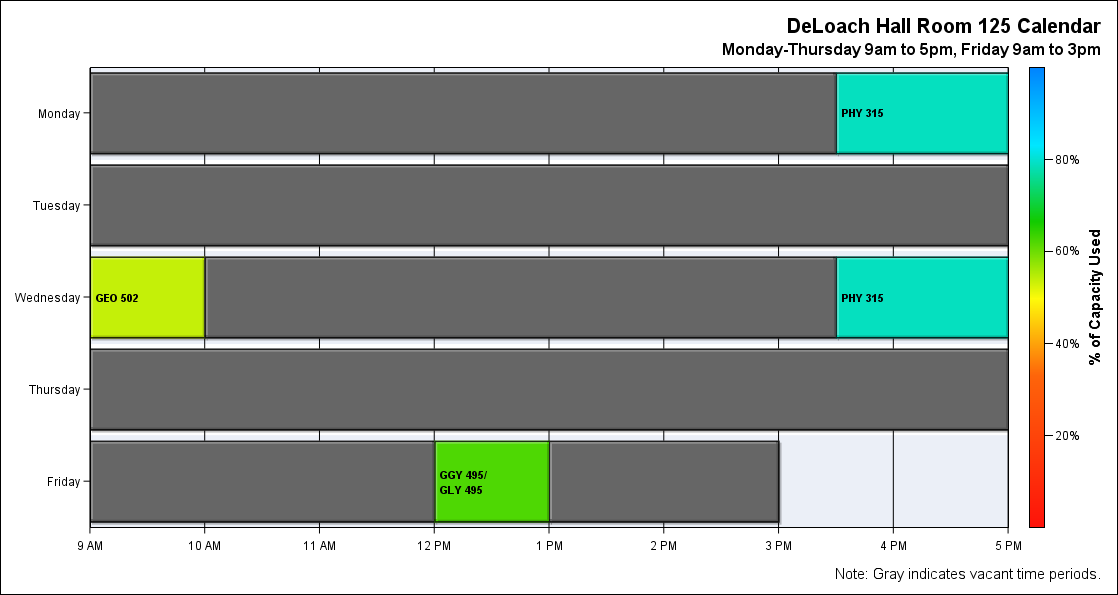 DeLoach Hall Room 125 Calendar
Monday-Thursday 9am to 5pm, Friday 9am to 3pm
Monday
PHY 315
Tuesday
Wednesday
GEO 502
PHY 315
Thursday
Friday
GGY 495/
GLY 495
9 AM
10 AM
11 AM
12 PM
1 PM
2 PM
3 PM
4 PM
5 PM
80%
60%
40%
20%
% of Capacity Used
Note: Gray indicates vacant time periods.